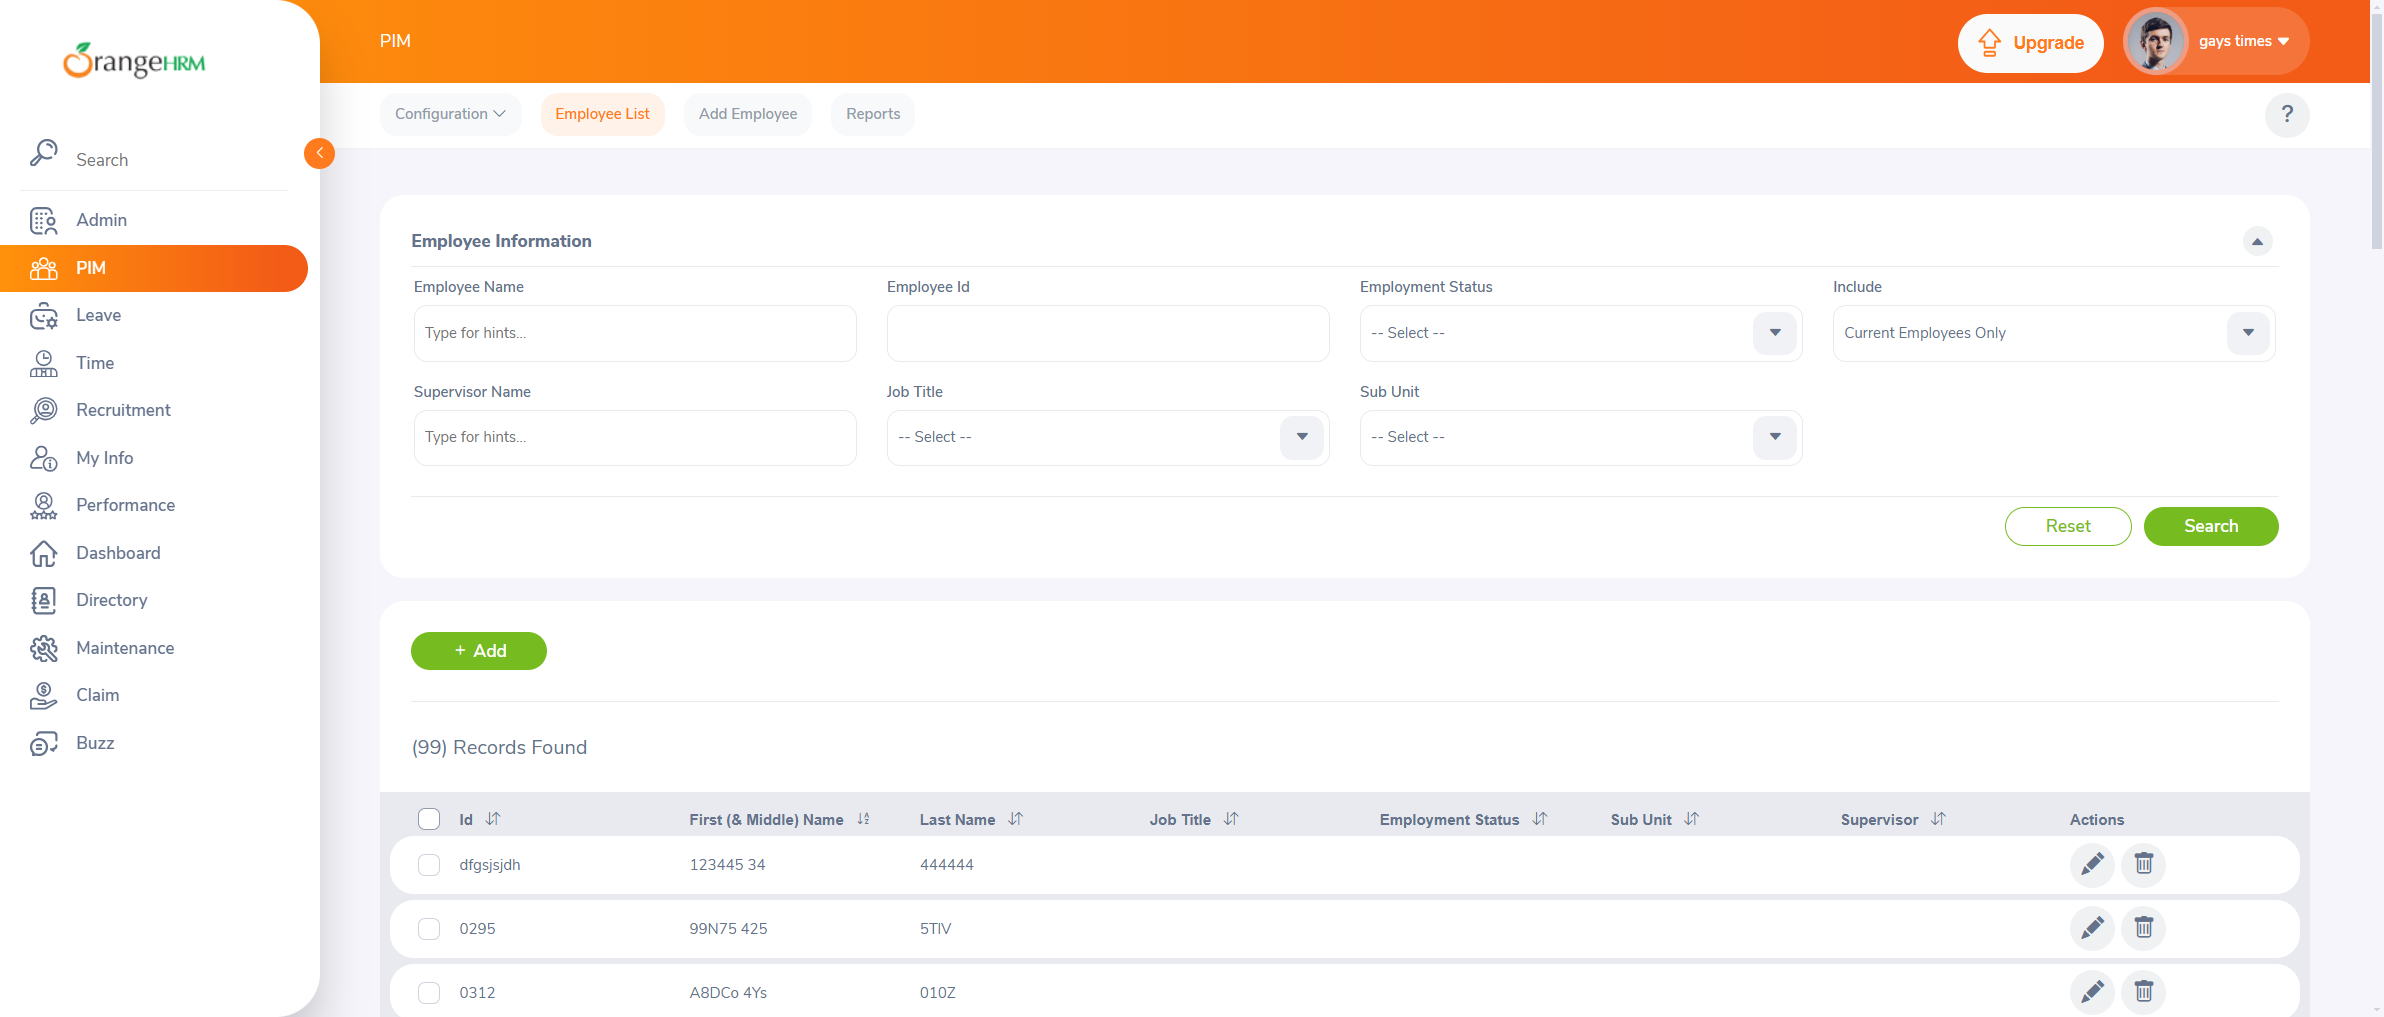 OrangeHRM
PIM
Upgrade
gays times
Configuration
Employee List
Add Employee
Reports
?
Search
Admin
PIM
Leave
Time
Recruitment
My Info
Performance
Dashboard
Directory
Maintenance
Claim
Buzz
Employee Information
Employee Name
Employee Id
Employment Status
Include
Type for hints...
-- Select --
Current Employees Only
Supervisor Name
Job Title
Sub Unit
Type for hints...
-- Select --
-- Select --
Reset
Search
+ Add
(99) Records Found
Id First (& Middle) Name Last Name Job Title Employment Status Sub Unit Supervisor Actions
dfgsjsjdh 123445 34 444444
0295 99N75 425 5TIV
0312 A8DCo 4Ys 010Z